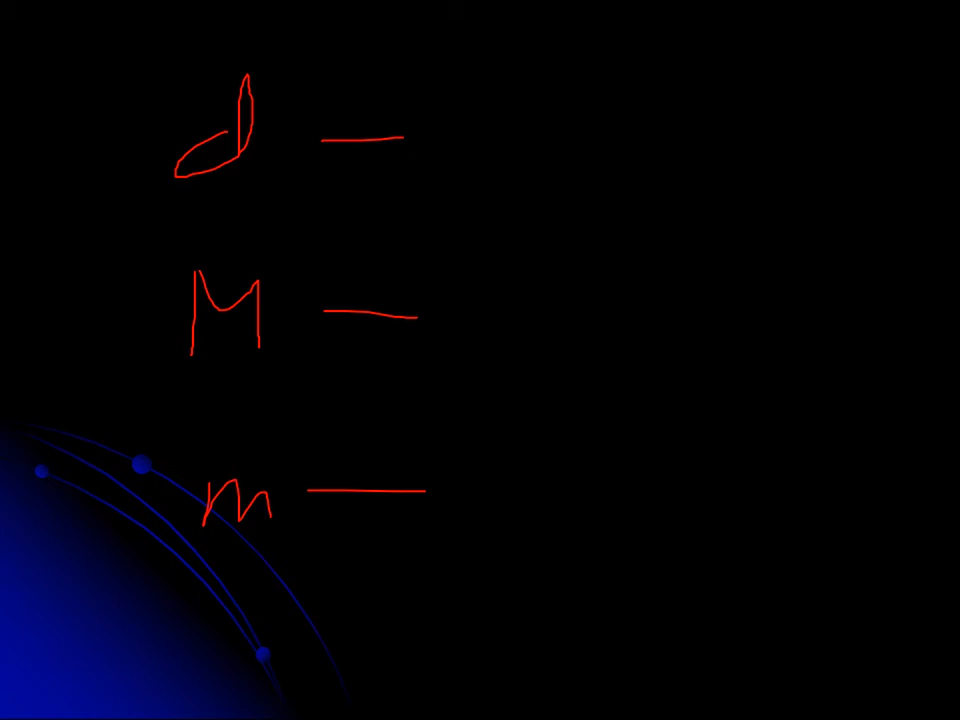 d —
M —
m —